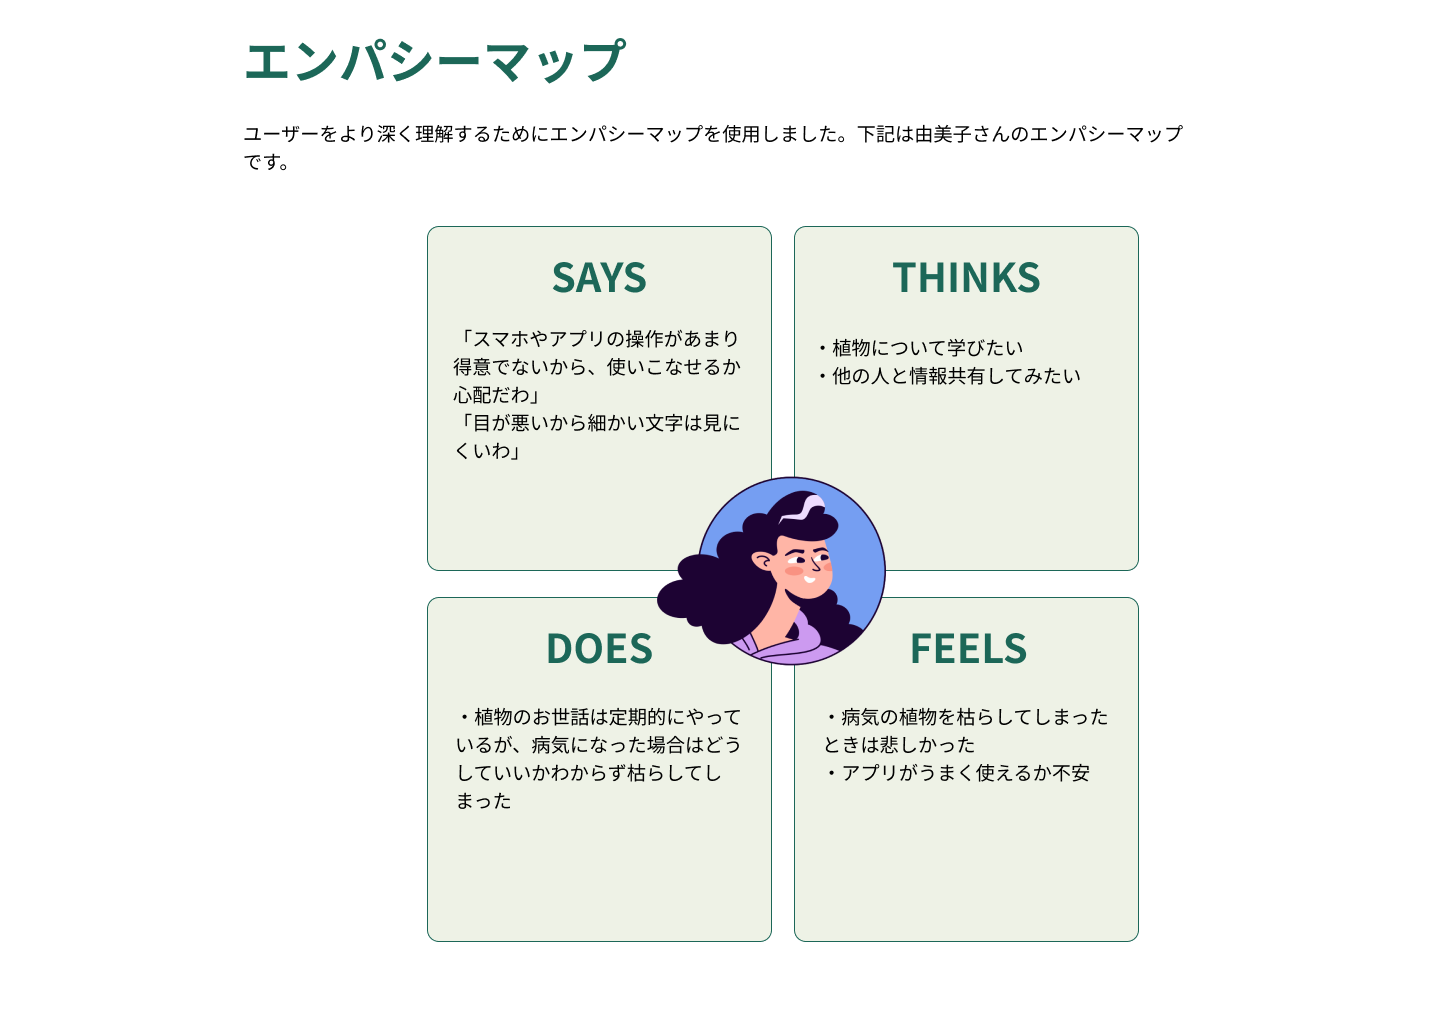 エンパシーマップ
ユーザーをより深く理解するためにエンパシーマップを使用しました。下記は由美子さんのエンパシーマップ
です。
SAYS
「スマホやアプリの操作があまり
得意でないから、使いこなせるか
心配だわ」
「目が悪いから細かい文字は見に
くいわ」
THINKS
・植物について学びたい
・他の人と情報共有してみたい
DOES
・植物のお世話は定期的にやって
いるが、病気になった場合はどう
していいかわからず枯らしてし
まった
FEELS
・病気の植物を枯らしてしまった
ときは悲しかった
・アプリがうまく使えるか不安